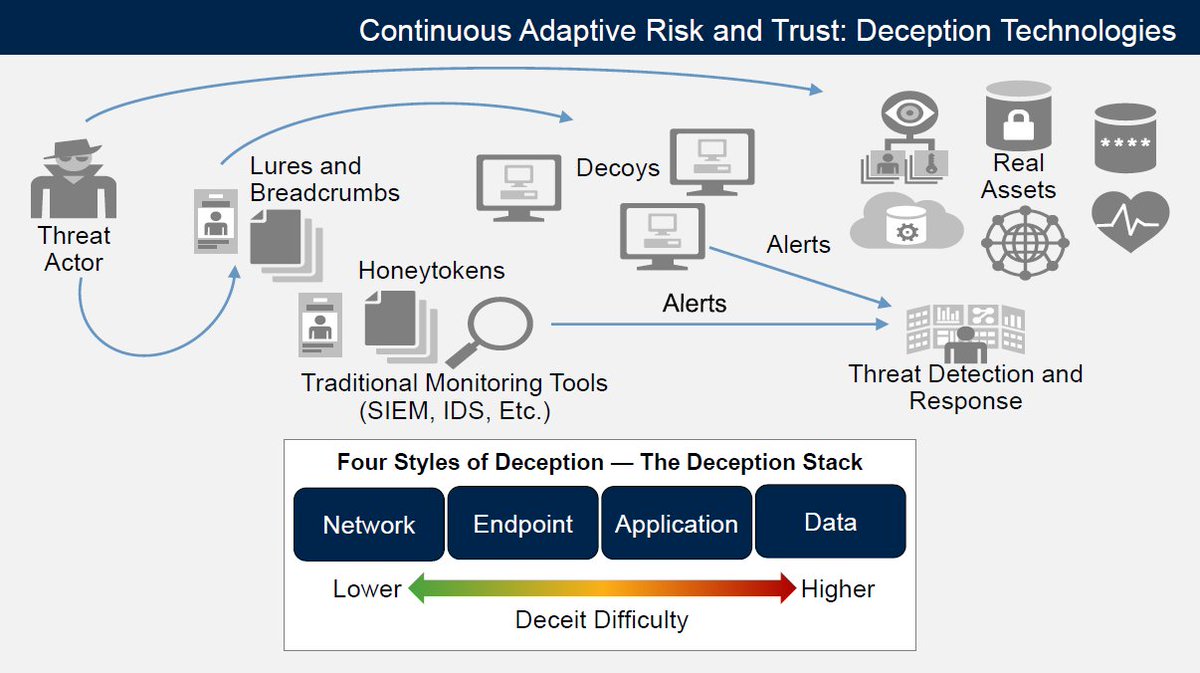 Continuous Adaptive Risk and Trust: Deception Technologies
Threat
Actor
Lures and
Breadcrumbs
Decoys
Real
Assets
****
Honeytokens
Alerts
Alerts
Traditional Monitoring Tools
(SIEM, IDS, Etc.)
Threat Detection and
Response
Four Styles of Deception — The Deception Stack
Network
Endpoint
Application
Data
Lower
Higher
Deceit Difficulty